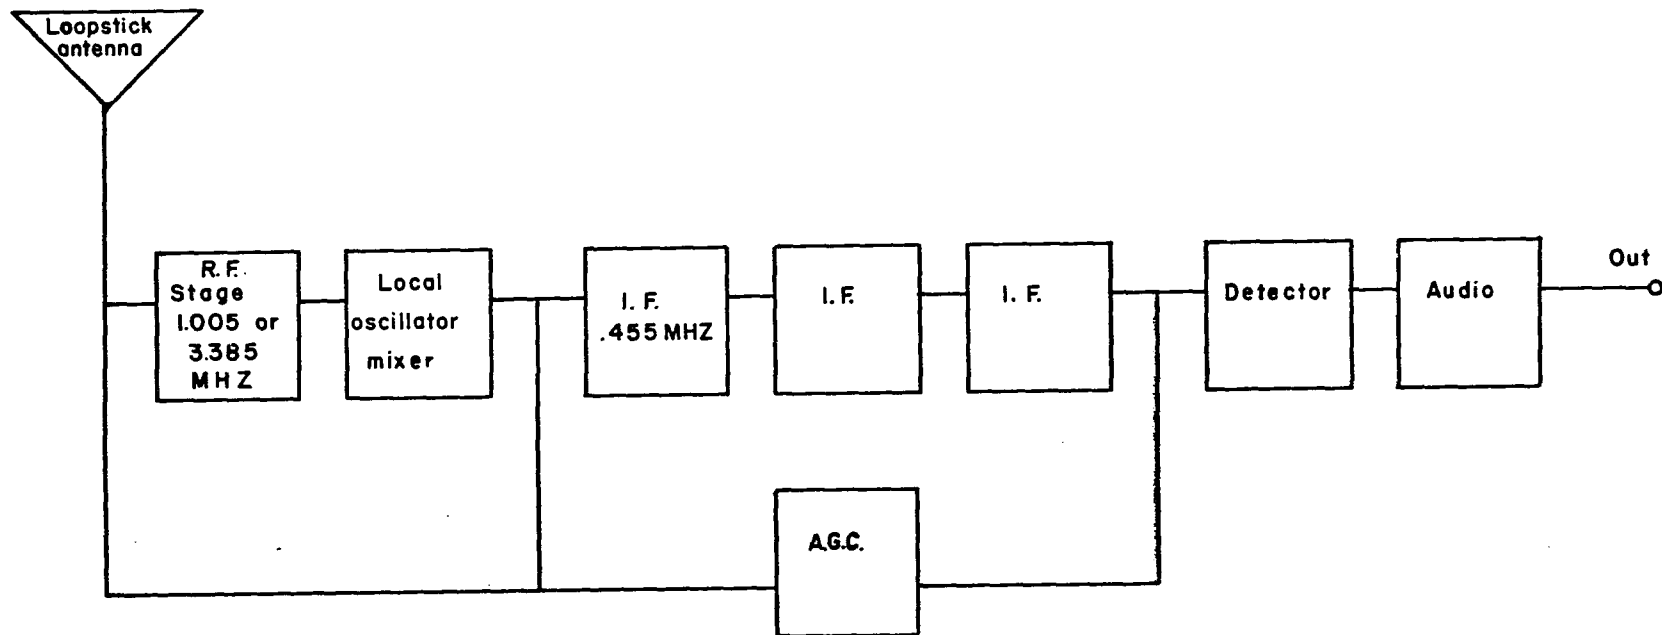 Loopstick
antenna
R.F.
Stage
1.005 or
3.385
MHZ
Local
oscillator
mixer
I. F.
.455 MHZ
I. F.
I. F.
Detector
Audio
Out
A.G.C.